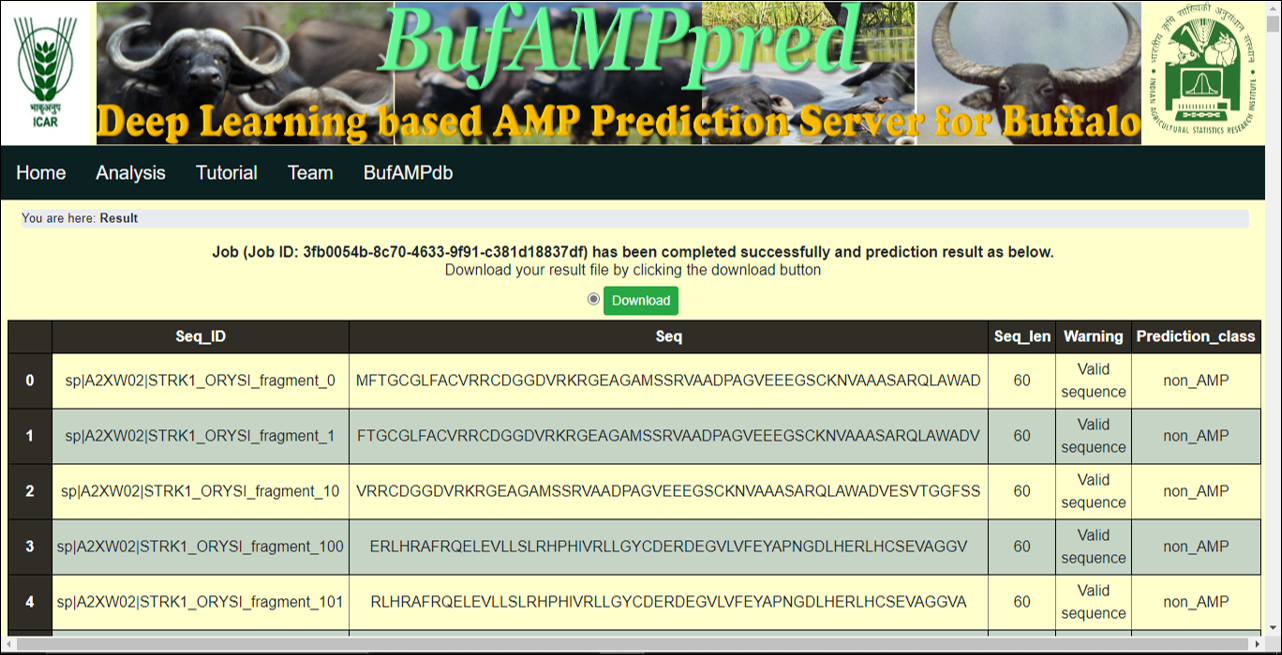 BufAMPpred
Deep Learning based AMP Prediction Server for Buffalo
भाकृअनुप
ICAR
भारतीय कृषि सांख्यिकी अनुसंधान संस्थान
INDIAN AGRICULTURAL STATISTICS RESEARCH INSTITUTE
Home Analysis Tutorial Team BufAMPdb
You are here: Result
Job (Job ID: 3fb0054b-8c70-4633-9f91-c381d18837df) has been completed successfully and prediction result as below.
Download your result file by clicking the download button
Download
Seq_ID Seq Seq_len Warning Prediction_class
0 sp|A2XW02|STRK1_ORYSI_fragment_0 MFTGCGLFACVRRCDGGDVRKRGEAGAMSSRVAADPAGVEEEGSCKNVAAASARQLAWAD 60 Valid sequence non_AMP
1 sp|A2XW02|STRK1_ORYSI_fragment_1 FTGCGLFACVRRCDGGDVRKRGEAGAMSSRVAADPAGVEEEGSCKNVAAASARQLAWADV 60 Valid sequence non_AMP
2 sp|A2XW02|STRK1_ORYSI_fragment_10 VRRCDGGDVRKRGEAGAMSSRVAADPAGVEEEGSCKNVAAASARQLAWADVESVTGGFSS 60 Valid sequence non_AMP
3 sp|A2XW02|STRK1_ORYSI_fragment_100 ERLHRAFRQELEVLLSLRHPHIVRLLGYCDERDEGVLVFEYAPNGDLHERLHCSEVAGGV 60 Valid sequence non_AMP
4 sp|A2XW02|STRK1_ORYSI_fragment_101 RLHRAFRQELEVLLSLRHPHIVRLLGYCDERDEGVLVFEYAPNGDLHERLHCSEVAGGVA 60 Valid sequence non_AMP